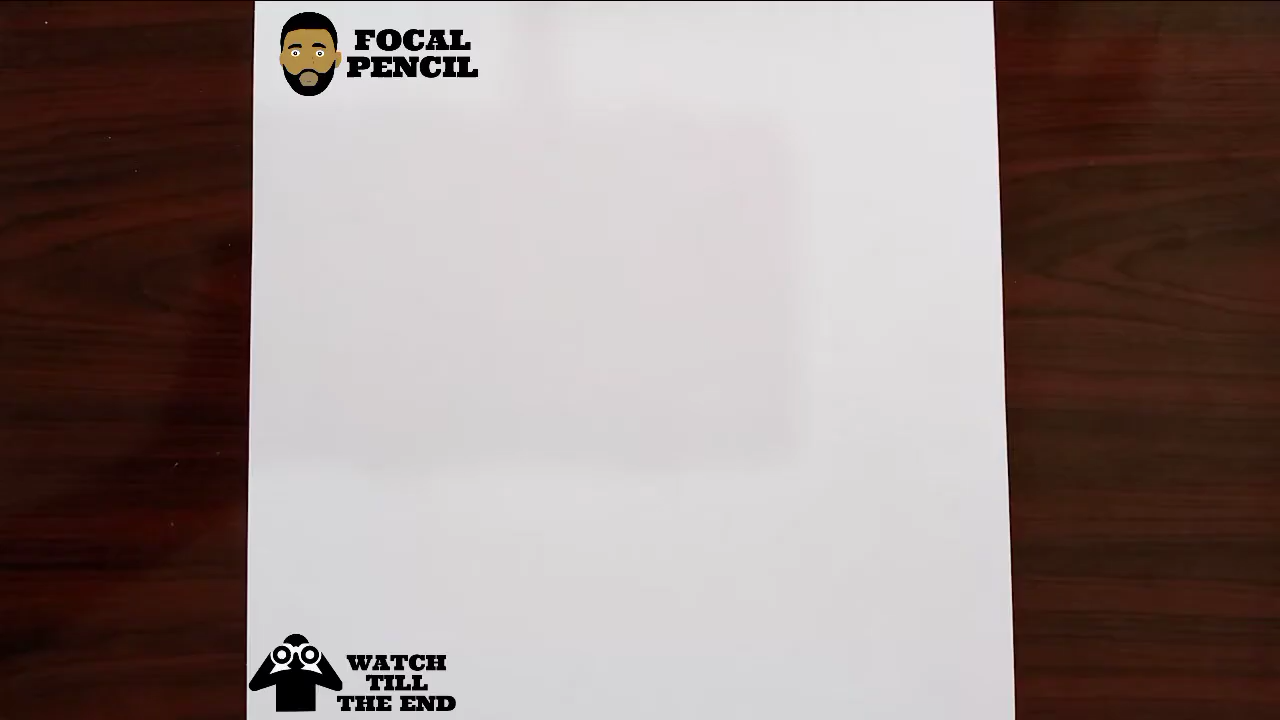 FOCAL
PENCIL
WATCH
TILL
THE END